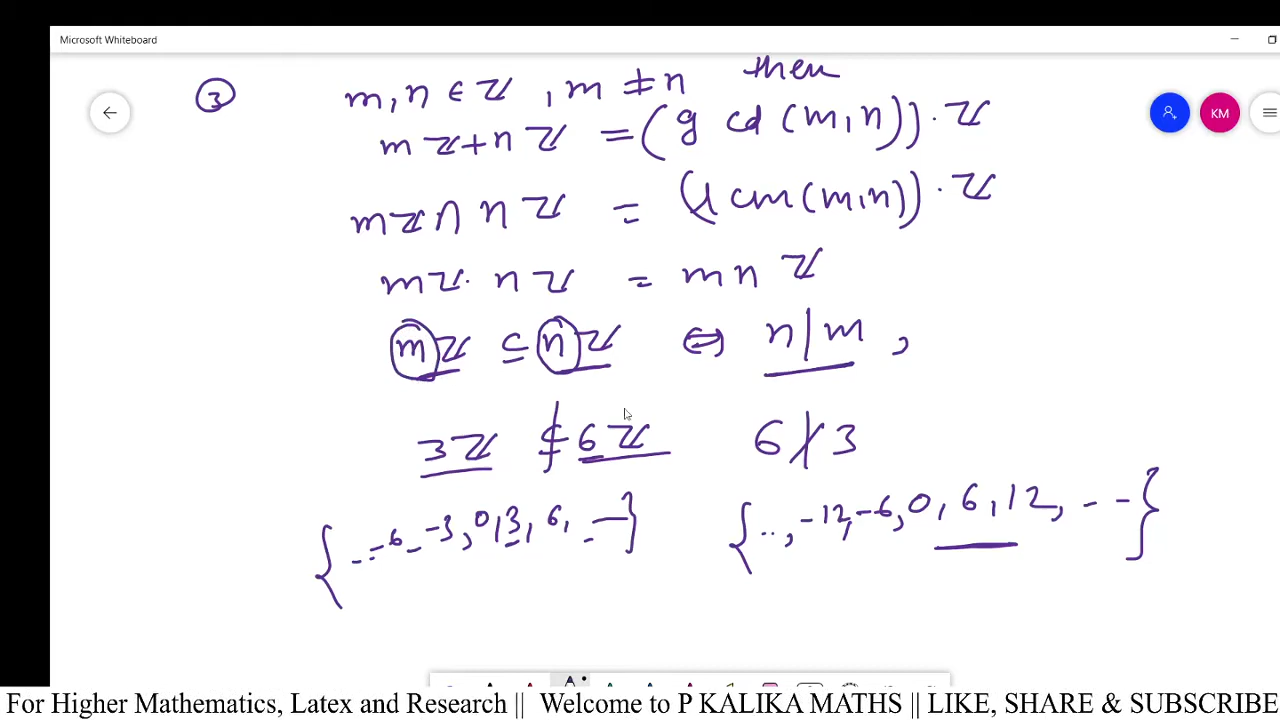 Microsoft Whiteboard
③ m, n ∈ ℤ, m ≠ n then
mℤ+nℤ = (gcd(m,n))·ℤ
KM
mℤ ∩ nℤ = (lcm(m,n))·ℤ
mℤ· nℤ = mn ℤ
mℤ ⊆ nℤ ⇔ n|m,
3ℤ ⊄ 6ℤ 6∤3
{ ..-6, -3, 0, 3, 6, -- } { .., -12, -6, 0, 6, 12, -- }
For Higher Mathematics, Latex and Research || Welcome to P KALIKA MATHS || LIKE, SHARE & SUBSCRIBE